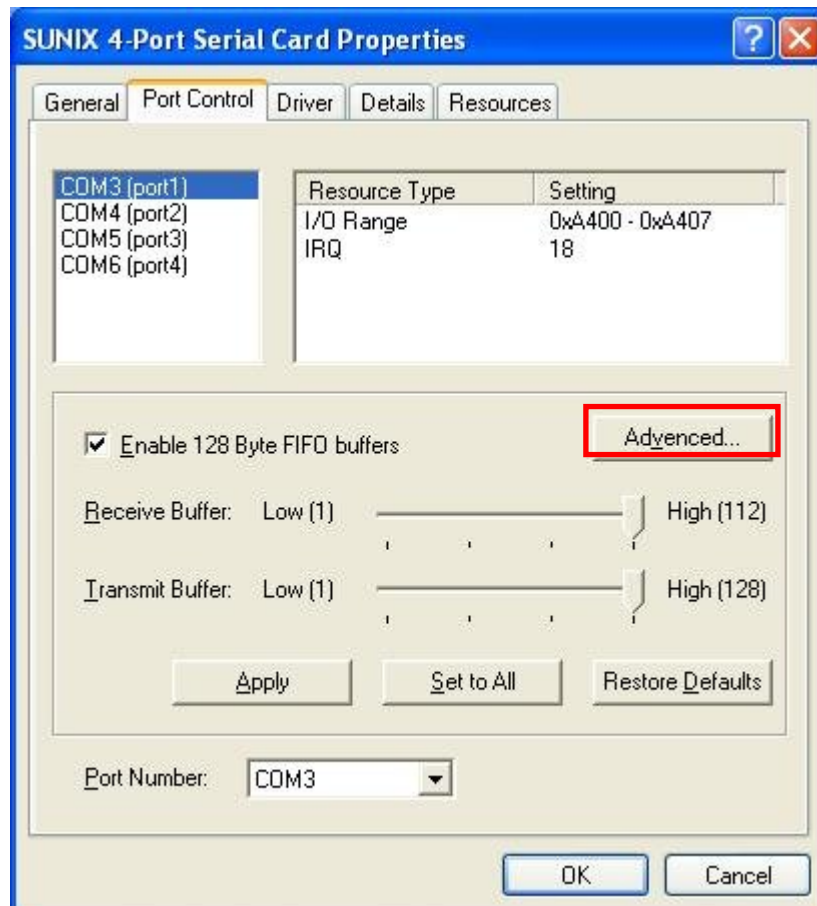 SUNIX 4-Port Serial Card Properties
General Port Control Driver Details Resources
COM3 (port1)
COM4 (port2)
COM5 (port3)
COM6 (port4)
Resource Type Setting
I/O Range 0xA400 - 0xA407
IRQ 18
Enable 128 Byte FIFO buffers
Advenced...
Receive Buffer: Low (1) High (112)
Transmit Buffer: Low (1) High (128)
Apply Set to All Restore Defaults
Port Number: COM3
OK Cancel